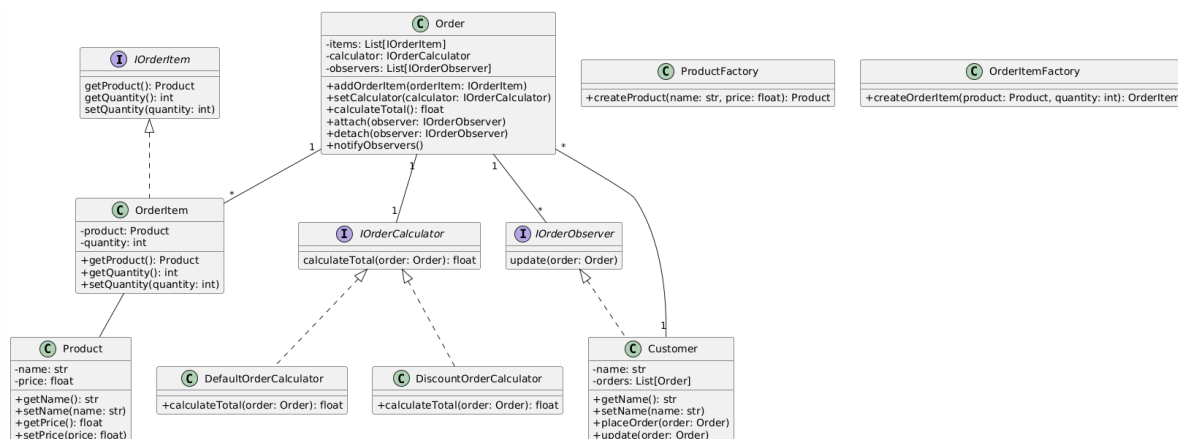 C Order
-items: List[IOrderItem]
-calculator: IOrderCalculator
-observers: List[IOrderObserver]
+addOrderItem(orderItem: IOrderItem)
+setCalculator(calculator: IOrderCalculator)
+calculateTotal(): float
+attach(observer: IOrderObserver)
+detach(observer: IOrderObserver)
+notifyObservers()
I IOrderItem
getProduct(): Product
getQuantity(): int
setQuantity(quantity: int)
C ProductFactory
+createProduct(name: str, price: float): Product
C OrderItemFactory
+createOrderItem(product: Product, quantity: int): OrderItem
1
1
1
*
*
1
*
1
C OrderItem
-product: Product
-quantity: int
+getProduct(): Product
+getQuantity(): int
+setQuantity(quantity: int)
I IOrderCalculator
calculateTotal(order: Order): float
I IOrderObserver
update(order: Order)
C Product
-name: str
-price: float
+getName(): str
+setName(name: str)
+getPrice(): float
+setPrice(price: float)
C DefaultOrderCalculator
+calculateTotal(order: Order): float
C DiscountOrderCalculator
+calculateTotal(order: Order): float
C Customer
-name: str
-orders: List[Order]
+getName(): str
+setName(name: str)
+placeOrder(order: Order)
+update(order: Order)